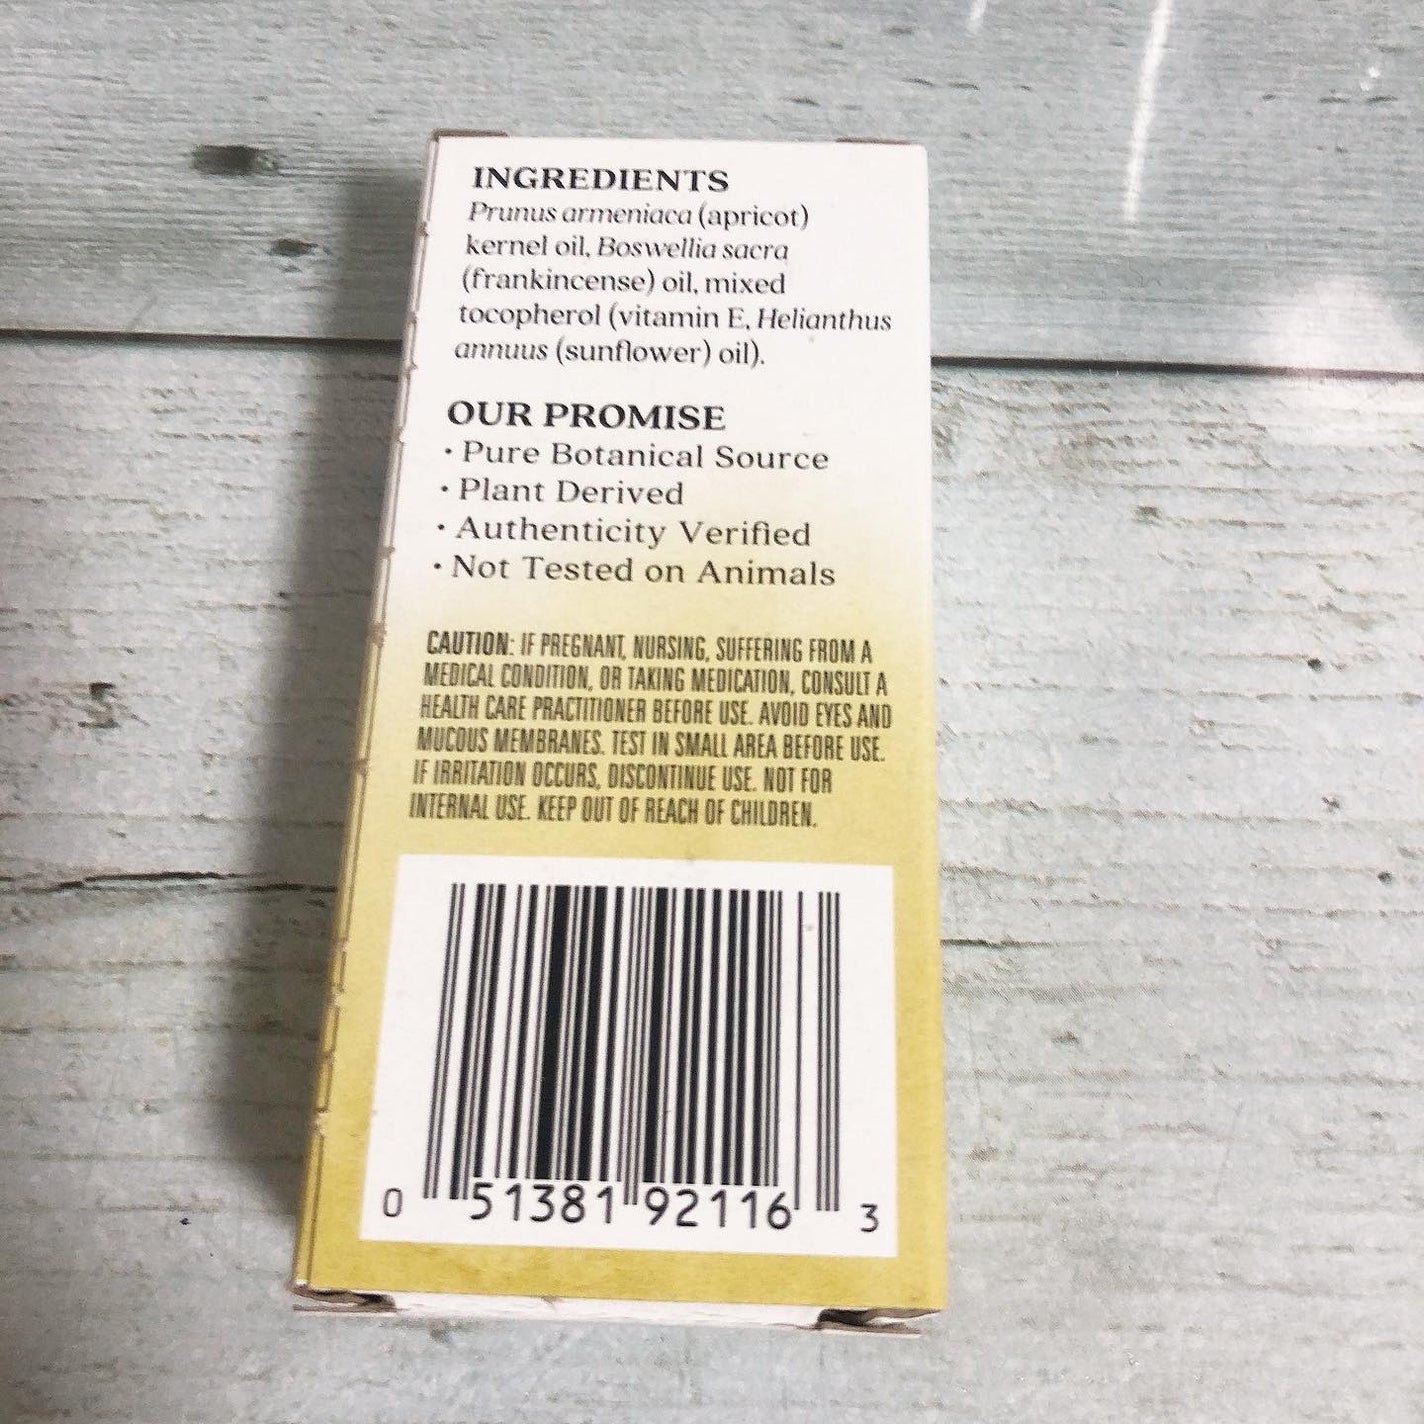 INGREDIENTS
Prunus armeniaca (apricot)
kernel oil, Boswellia sacra
(frankincense) oil, mixed
tocopherol (vitamin E, Helianthus
annuus (sunflower) oil).
OUR PROMISE
• Pure Botanical Source
• Plant Derived
• Authenticity Verified
• Not Tested on Animals
CAUTION: IF PREGNANT, NURSING, SUFFERING FROM A
MEDICAL CONDITION, OR TAKING MEDICATION, CONSULT A
HEALTH CARE PRACTITIONER BEFORE USE. AVOID EYES AND
MUCOUS MEMBRANES. TEST IN SMALL AREA BEFORE USE.
IF IRRITATION OCCURS, DISCONTINUE USE. NOT FOR
INTERNAL USE. KEEP OUT OF REACH OF CHILDREN.
0 51381 92116 3